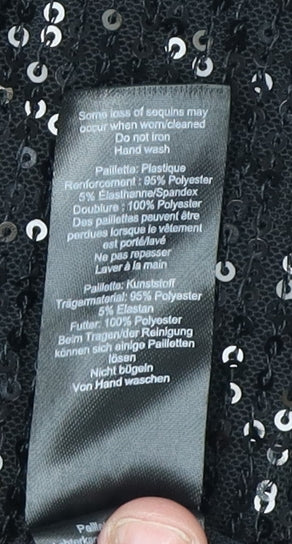 Some loss of sequins may
occur when worn/cleaned
Do not iron
Hand wash
Paillette: Plastique
Renforcement : 95% Polyester
5% Élasthanne/Spandex
Doublure : 100% Polyester
Des paillettes peuvent être
perdues lorsque le vêtement
est porté/lavé
Ne pas repasser
Laver à la main
Paillette: Kunststoff
Trägermaterial: 95% Polyester
5% Elastan
Futter: 100% Polyester
Beim Tragen/der Reinigung
können sich einige Pailletten
lösen
Nicht bügeln
Von Hand waschen